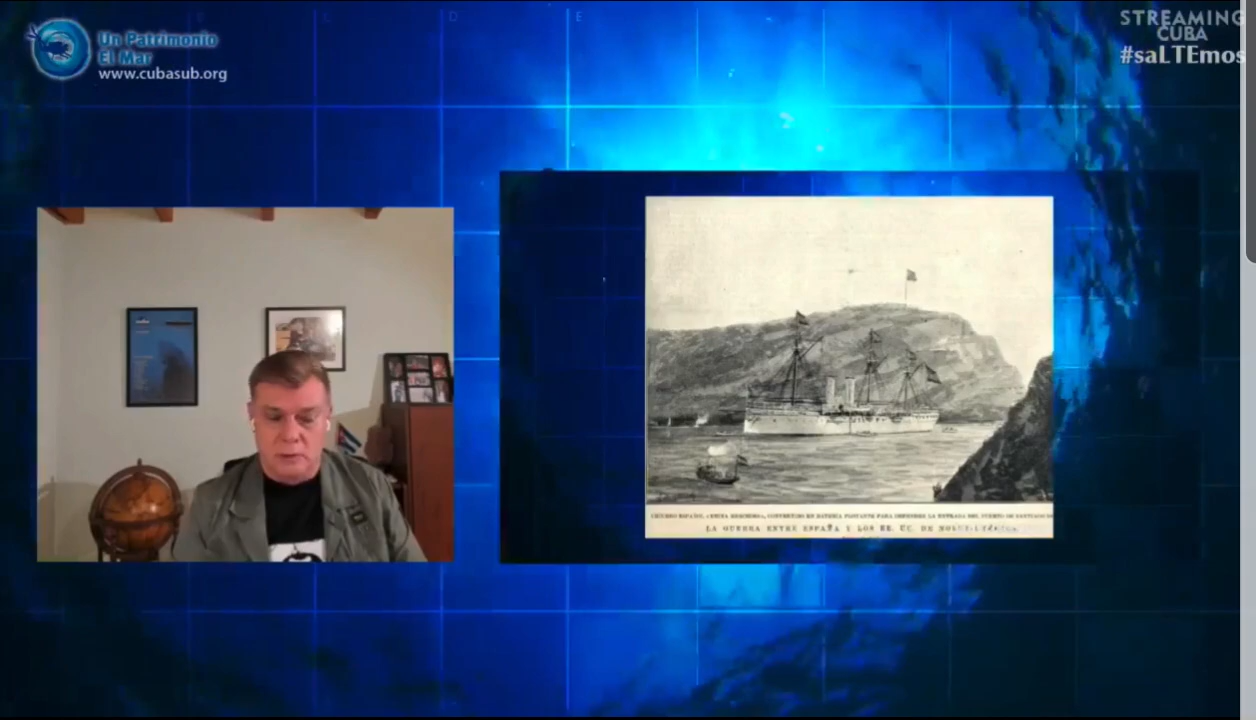 Un Patrimonio
El Mar
www.cubasub.org
D
E
STREAMING
CUBA
#saLTEmos
CRUCERO ESPAÑOL «REINA MERCEDES», CONVERTIDO EN BATERÍA FLOTANTE PARA DEFENDER LA ENTRADA DEL PUERTO DE SANTIAGO
LA GUERRA ENTRE ESPAÑA Y LOS EE. UU. DE NORTE-AMÉRICA